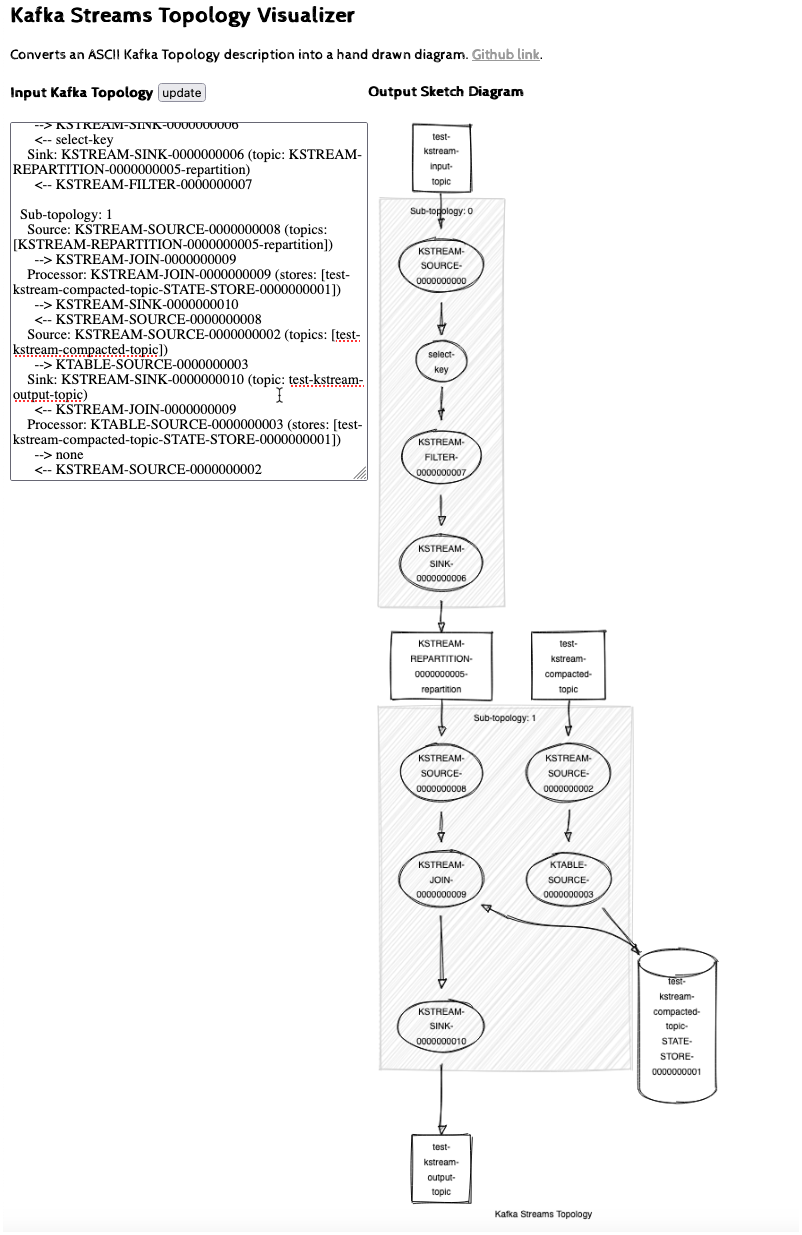 Kafka Streams Topology Visualizer
Converts an ASCII Kafka Topology description into a hand drawn diagram. Github link.
Input Kafka Topology update
Output Sketch Diagram
--> KSTREAM-SINK-0000000006
<-- select-key
Sink: KSTREAM-SINK-0000000006 (topic: KSTREAM-
REPARTITION-0000000005-repartition)
<-- KSTREAM-FILTER-0000000007
Sub-topology: 1
Source: KSTREAM-SOURCE-0000000008 (topics:
[KSTREAM-REPARTITION-0000000005-repartition])
--> KSTREAM-JOIN-0000000009
Processor: KSTREAM-JOIN-0000000009 (stores: [test-
kstream-compacted-topic-STATE-STORE-0000000001])
--> KSTREAM-SINK-0000000010
<-- KSTREAM-SOURCE-0000000008
Source: KSTREAM-SOURCE-0000000002 (topics: [test-
kstream-compacted-topic])
--> KTABLE-SOURCE-0000000003
Sink: KSTREAM-SINK-0000000010 (topic: test-kstream-
output-topic)
<-- KSTREAM-JOIN-0000000009
Processor: KTABLE-SOURCE-0000000003 (stores: [test-
kstream-compacted-topic-STATE-STORE-0000000001])
--> none
<-- KSTREAM-SOURCE-0000000002
test-
kstream-
input-
topic
Sub-topology: 0
KSTREAM-
SOURCE-
0000000000
select-
key
KSTREAM-
FILTER-
0000000007
KSTREAM-
SINK-
0000000006
KSTREAM-
REPARTITION-
0000000005-
repartition
test-
kstream-
compacted-
topic
Sub-topology: 1
KSTREAM-
SOURCE-
0000000008
KSTREAM-
SOURCE-
0000000002
KSTREAM-
JOIN-
0000000009
KTABLE-
SOURCE-
0000000003
test-
kstream-
compacted-
topic-
STATE-
STORE-
0000000001
KSTREAM-
SINK-
0000000010
test-
kstream-
output-
topic
Kafka Streams Topology